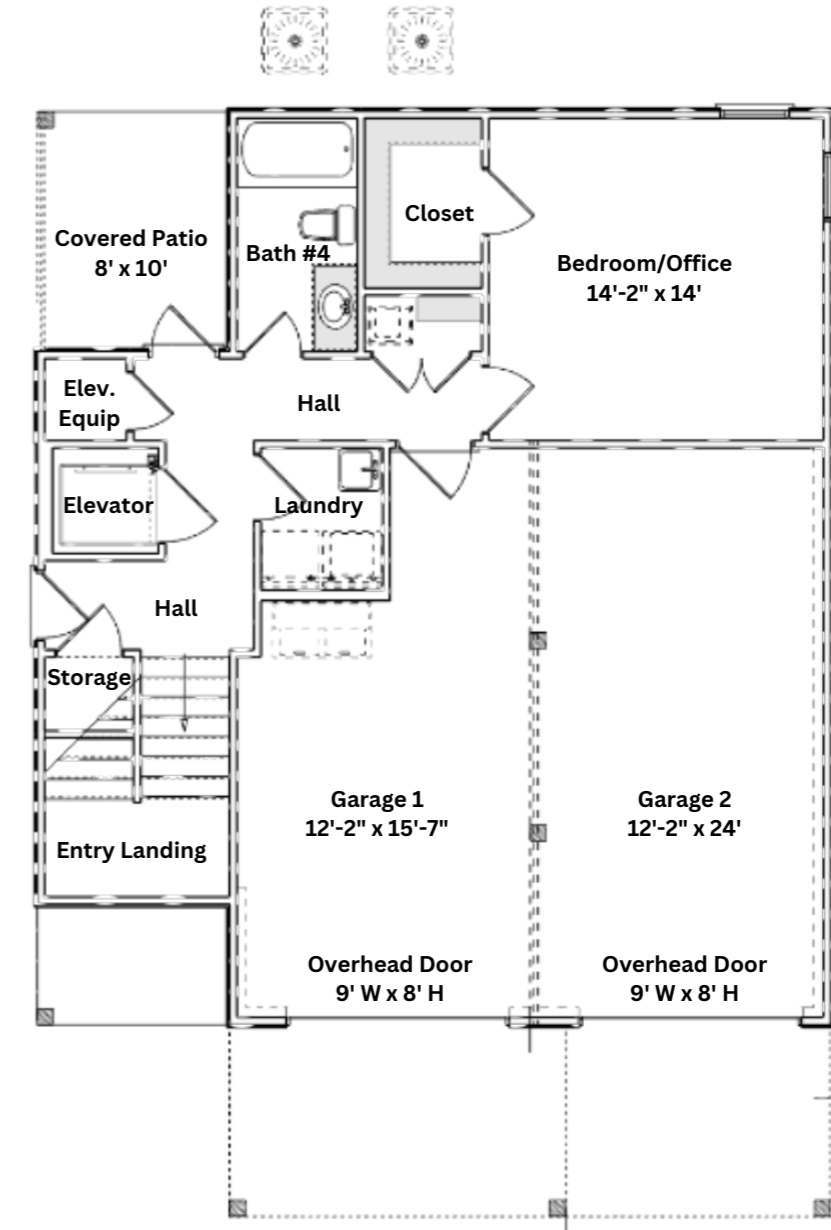 Covered Patio
8' x 10'
Bath #4
Closet
Bedroom/Office
14'-2" x 14'
Elev.
Equip
Hall
Elevator
Laundry
Hall
Storage
Garage 1
12'-2" x 15'-7"
Garage 2
12'-2" x 24'
Entry Landing
Overhead Door
9' W x 8' H
Overhead Door
9' W x 8' H